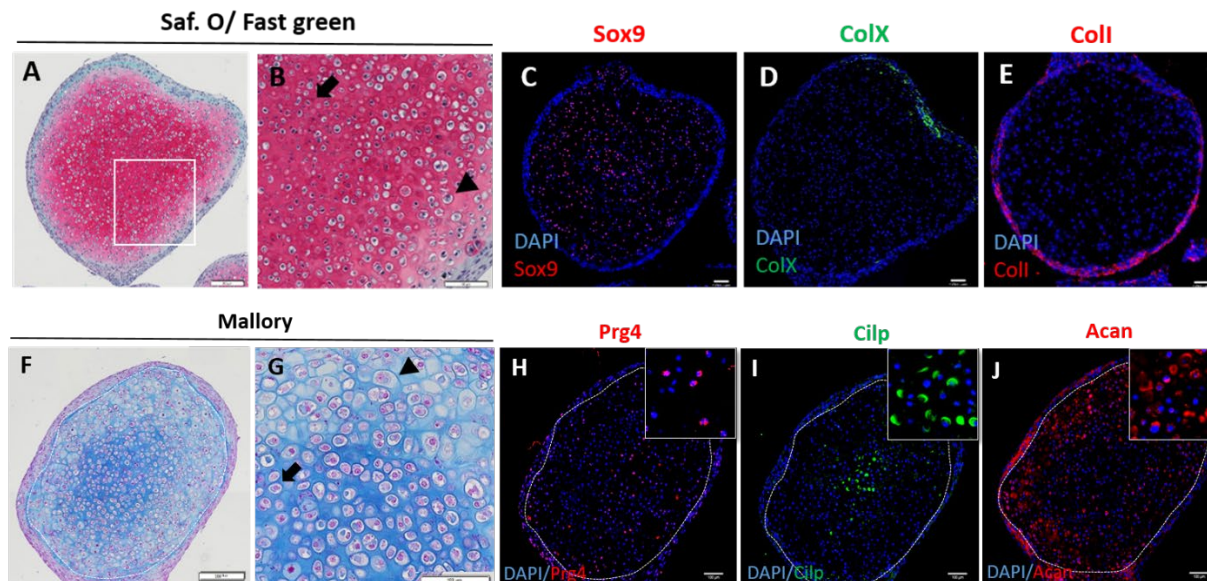 Saf. O/ Fast green
Sox9
ColX
ColI
A
B
C
D
E
DAPI
Sox9
DAPI
ColX
DAPI
ColI
Mallory
Prg4
Cilp
Acan
F
G
H
I
J
DAPI/Prg4
DAPI/Cilp
DAPI/Acan